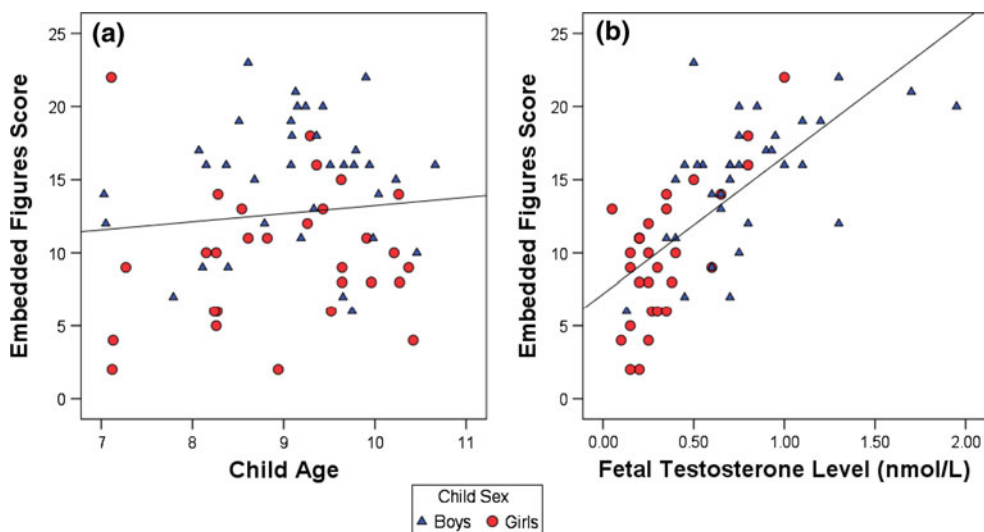 (a)
25
20
15
10
5
0
Embedded Figures Score
7 8 9 10 11
Child Age
(b)
25
20
15
10
5
0
Embedded Figures Score
0.00 0.50 1.00 1.50 2.00
Fetal Testosterone Level (nmol/L)
Child Sex
Boys Girls